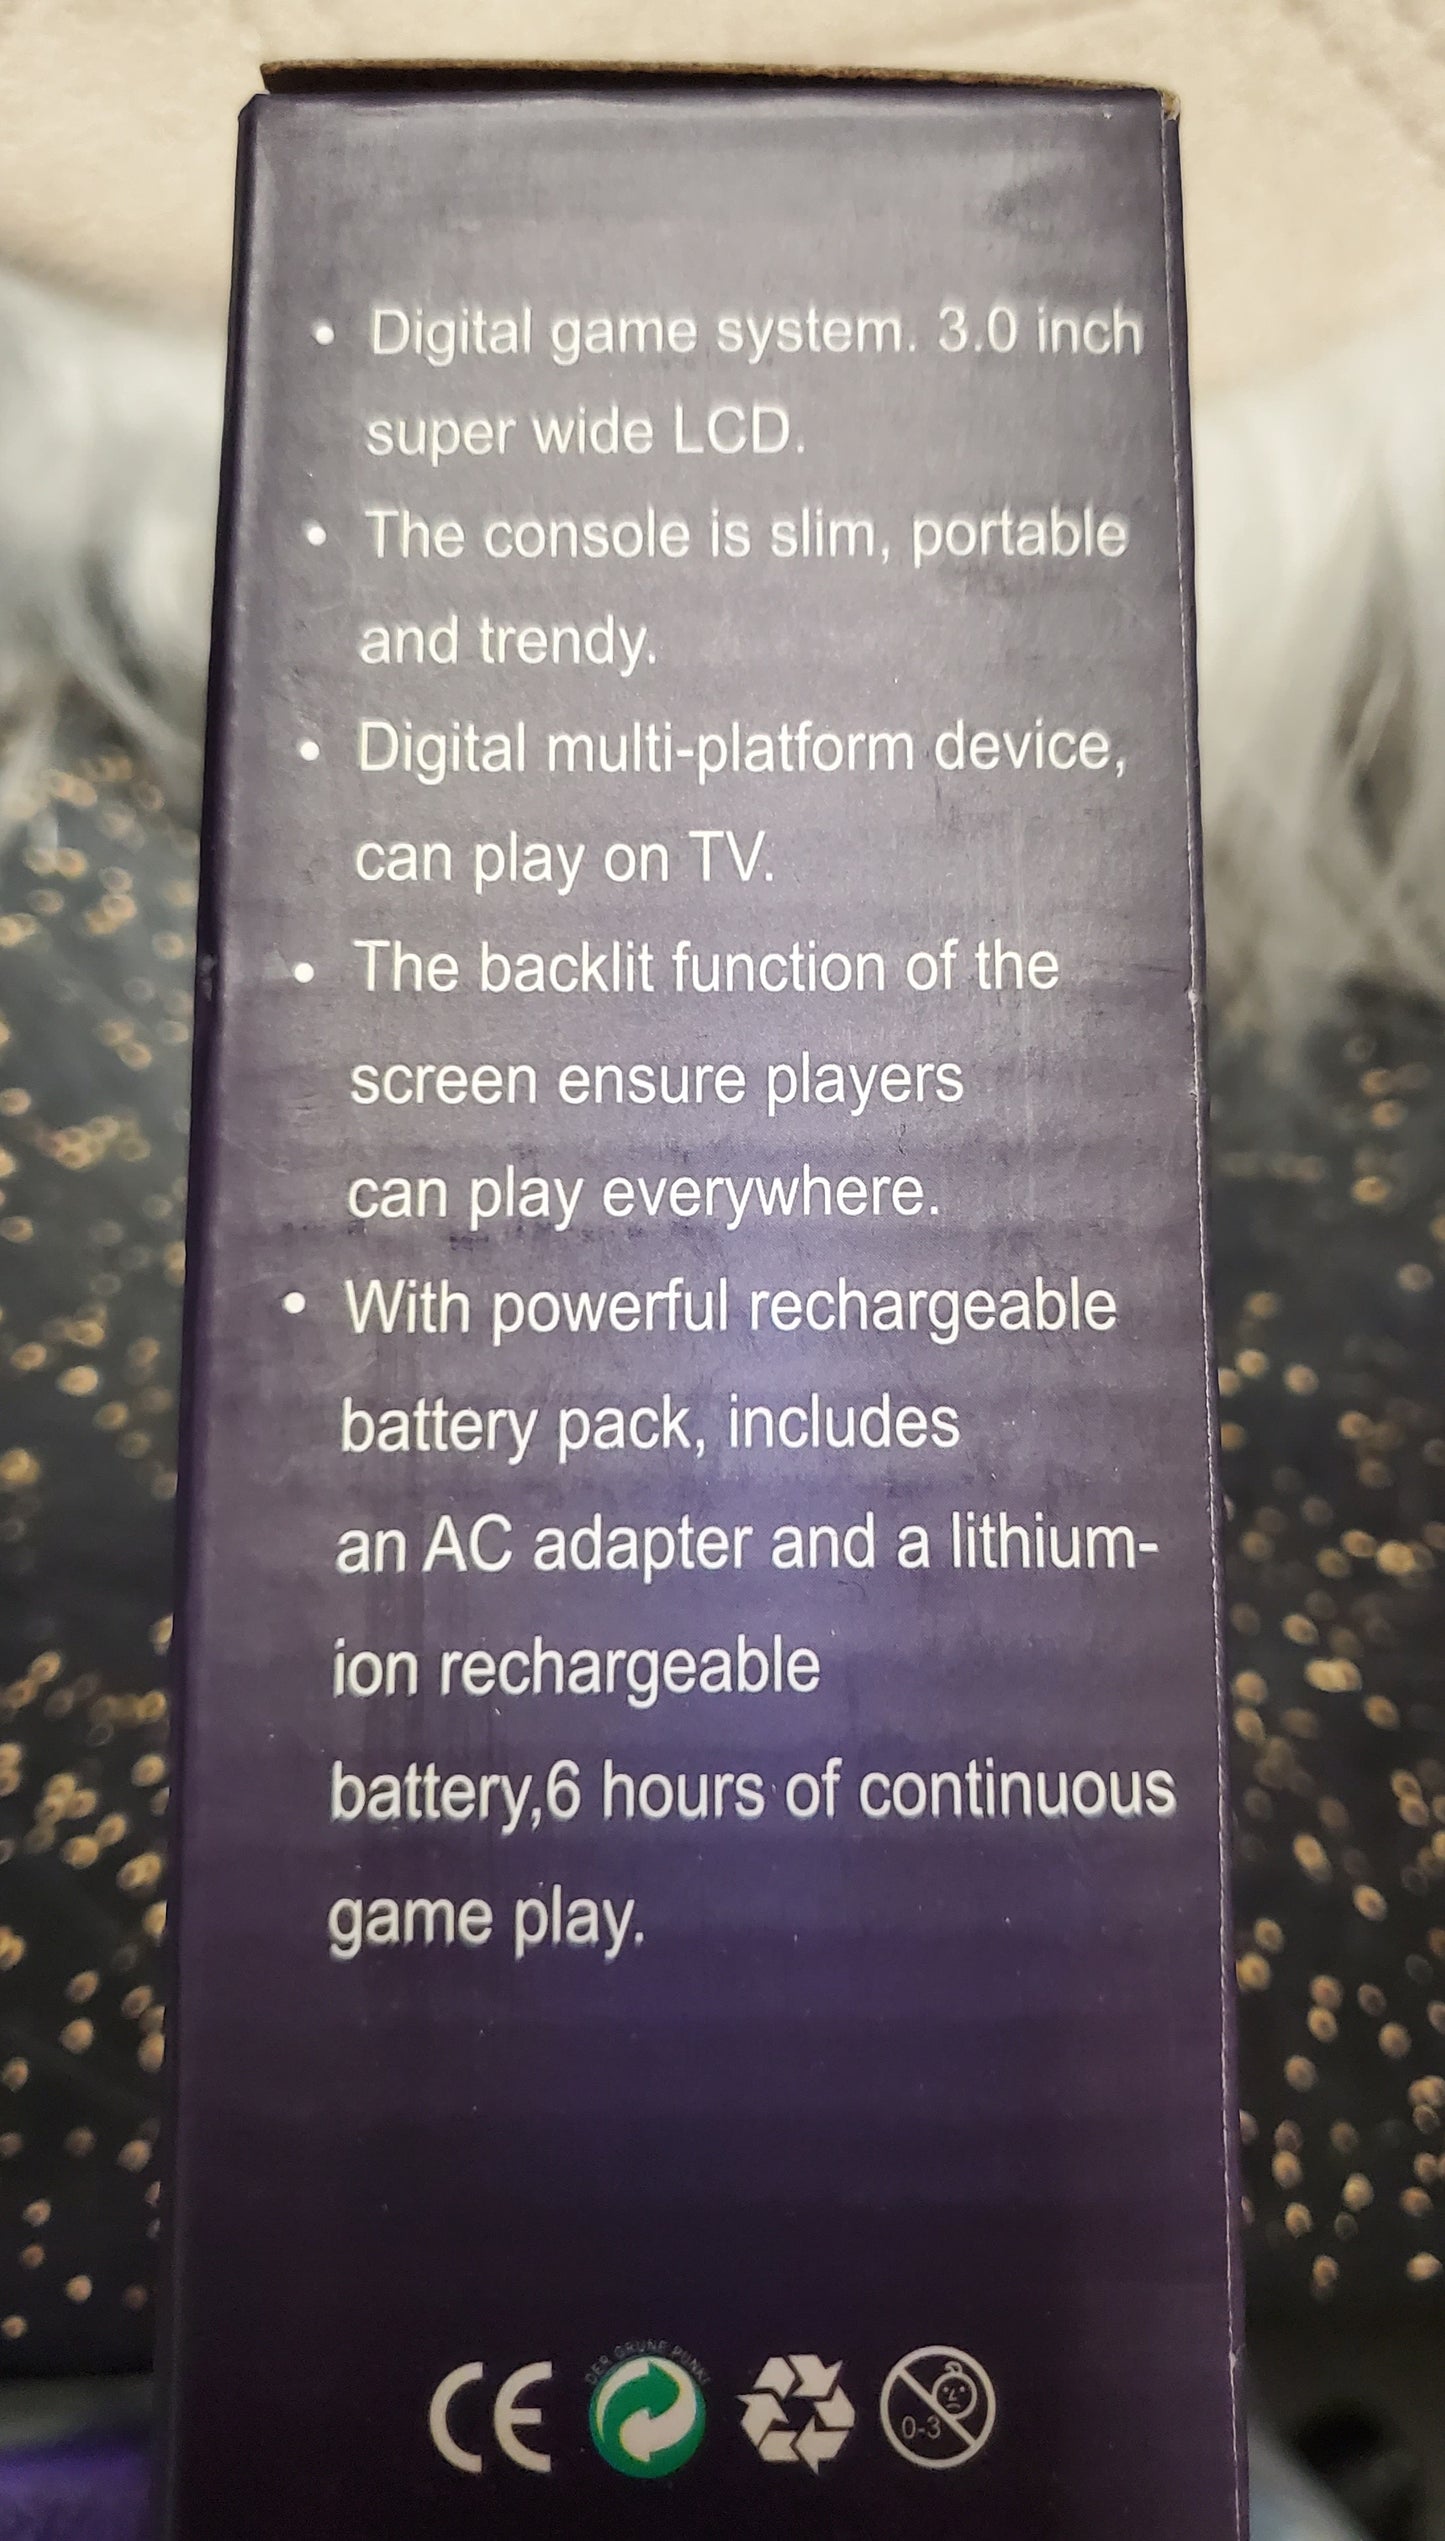 • Digital game system. 3.0 inch
super wide LCD.
• The console is slim, portable
and trendy.
• Digital multi-platform device,
can play on TV.
• The backlit function of the
screen ensure players
can play everywhere.
• With powerful rechargeable
battery pack, includes
an AC adapter and a lithium-
ion rechargeable
battery,6 hours of continuous
game play.
CE
DER GRÜNE PUNKT
0-3